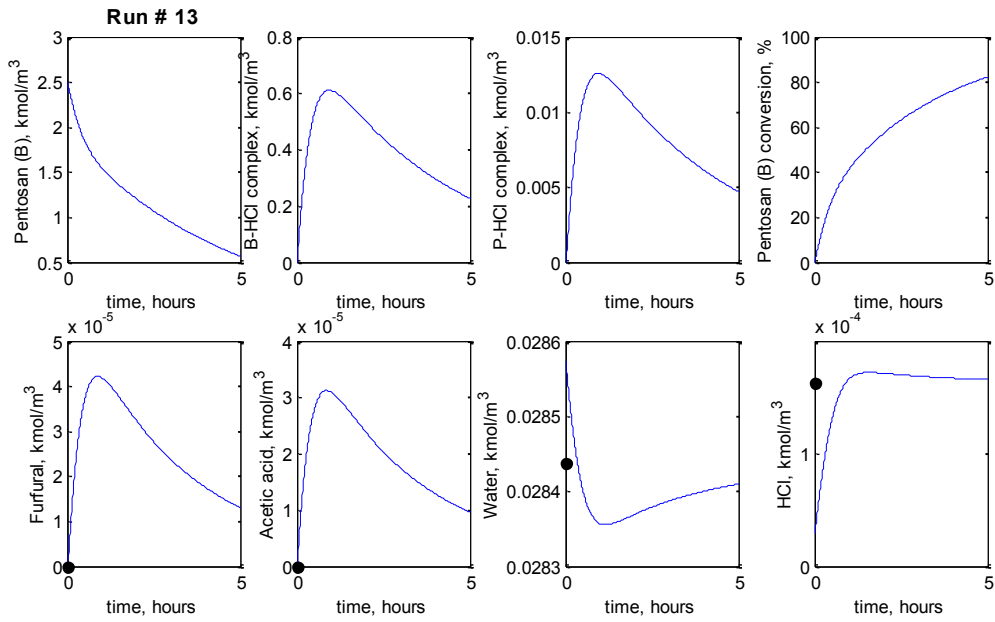 Run # 13
Pentosan (B), kmol/m³
3
2.5
2
1.5
1
0.5
0
5
time, hours
B-HCl complex, kmol/m³
0.8
0.6
0.4
0.2
0
0
5
time, hours
P-HCl complex, kmol/m³
0.015
0.01
0.005
0
0
5
time, hours
Pentosan (B) conversion, %
100
80
60
40
20
0
0
5
time, hours
x 10⁻⁵
Furfural, kmol/m³
5
4
3
2
1
0
0
5
time, hours
x 10⁻⁵
Acetic acid, kmol/m³
4
3
2
1
0
0
5
time, hours
Water, kmol/m³
0.0286
0.0285
0.0284
0.0283
0
5
time, hours
x 10⁻⁴
HCl, kmol/m³
1
0
0
5
time, hours